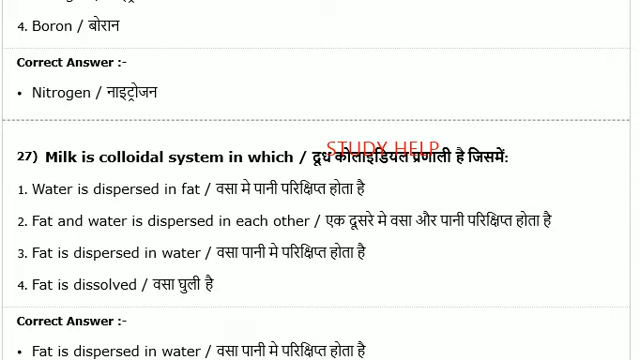 4. Boron / बोरान
Correct Answer :-
• Nitrogen / नाइट्रोजन
27) Milk is colloidal system in which / दूध कोलाइडियल प्रणाली है जिसमें:
STUDY HELP
1. Water is dispersed in fat / वसा मे पानी परिक्षिप्त होता है
2. Fat and water is dispersed in each other / एक दूसरे मे वसा और पानी परिक्षिप्त होता है
3. Fat is dispersed in water / वसा पानी मे परिक्षिप्त होता है
4. Fat is dissolved / वसा घुली है
Correct Answer :-
• Fat is dispersed in water / वसा पानी मे परिक्षिप्त होता है